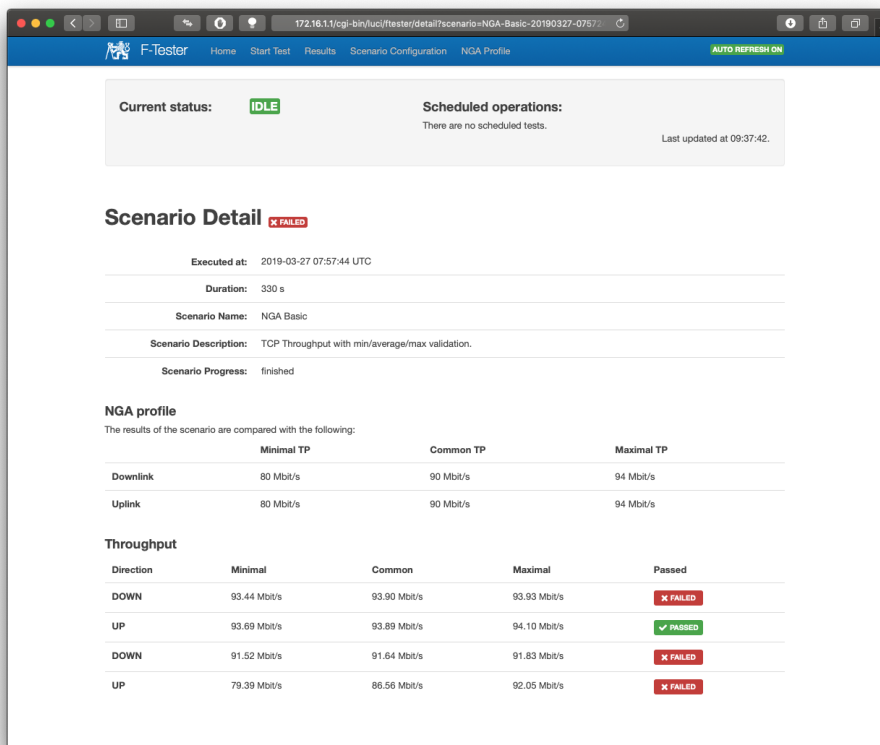 172.16.1.1/cgi-bin/luci/ftester/detail?scenario=NGA-Basic-20190327-07572
F-Tester Home Start Test Results Scenario Configuration NGA Profile AUTO REFRESH ON
Current status: IDLE Scheduled operations:
There are no scheduled tests.
Last updated at 09:37:42.
Scenario Detail FAILED
Executed at: 2019-03-27 07:57:44 UTC
Duration: 330 s
Scenario Name: NGA Basic
Scenario Description: TCP Throughput with min/average/max validation.
Scenario Progress: finished
NGA profile
The results of the scenario are compared with the following:
Minimal TP Common TP Maximal TP
Downlink 80 Mbit/s 90 Mbit/s 94 Mbit/s
Uplink 80 Mbit/s 90 Mbit/s 94 Mbit/s
Throughput
Direction Minimal Common Maximal Passed
DOWN 93.44 Mbit/s 93.90 Mbit/s 93.93 Mbit/s FAILED
UP 93.69 Mbit/s 93.89 Mbit/s 94.10 Mbit/s PASSED
DOWN 91.52 Mbit/s 91.64 Mbit/s 91.83 Mbit/s FAILED
UP 79.39 Mbit/s 86.56 Mbit/s 92.05 Mbit/s FAILED